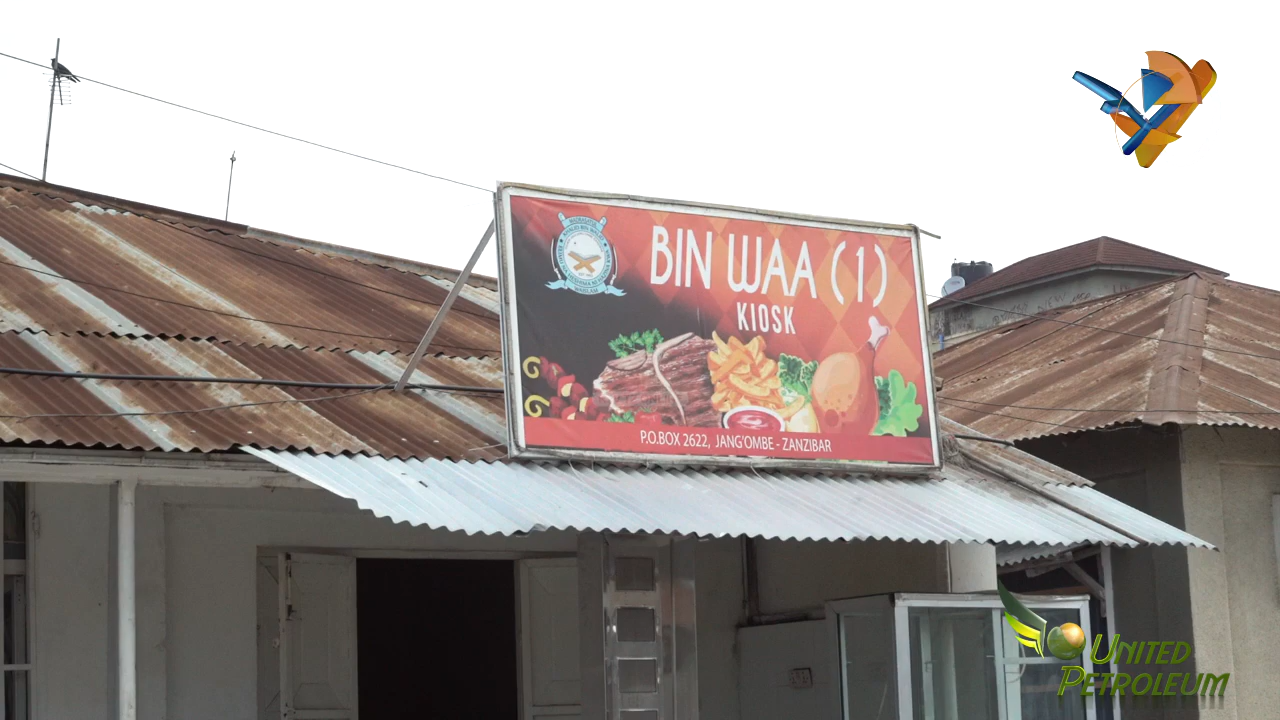 BIN WAA (1)
KIOSK
P.O.BOX 2622, JANG'OMBE - ZANZIBAR
UNITED
PETROLEUM